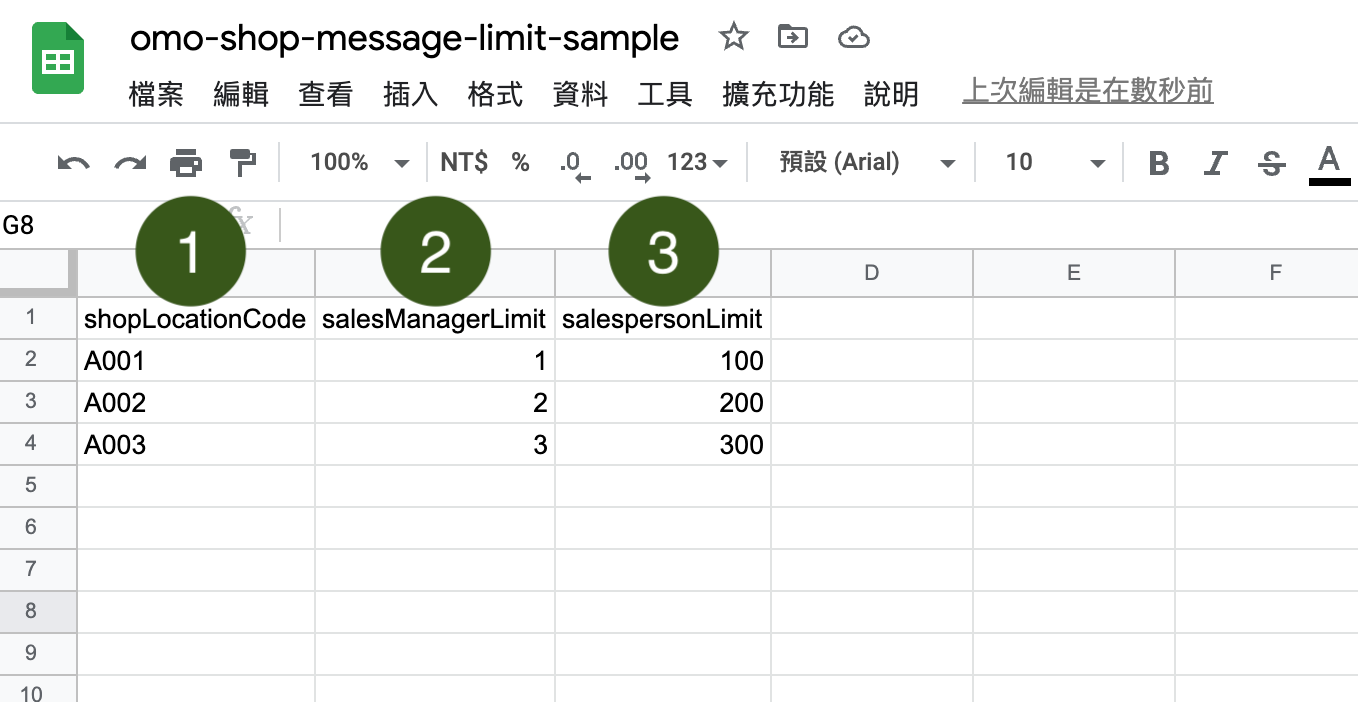 omo-shop-message-limit-sample
檔案 編輯 查看 插入 格式 資料 工具 擴充功能 說明 上次編輯是在數秒前
100% NT$ % .0 .00 123 預設 (Arial) 10 B I S A
G8 fx
1 2 3 D E F
1 shopLocationCode salesManagerLimit salespersonLimit
2 A001 1 100
3 A002 2 200
4 A003 3 300
5
6
7
8
9
10